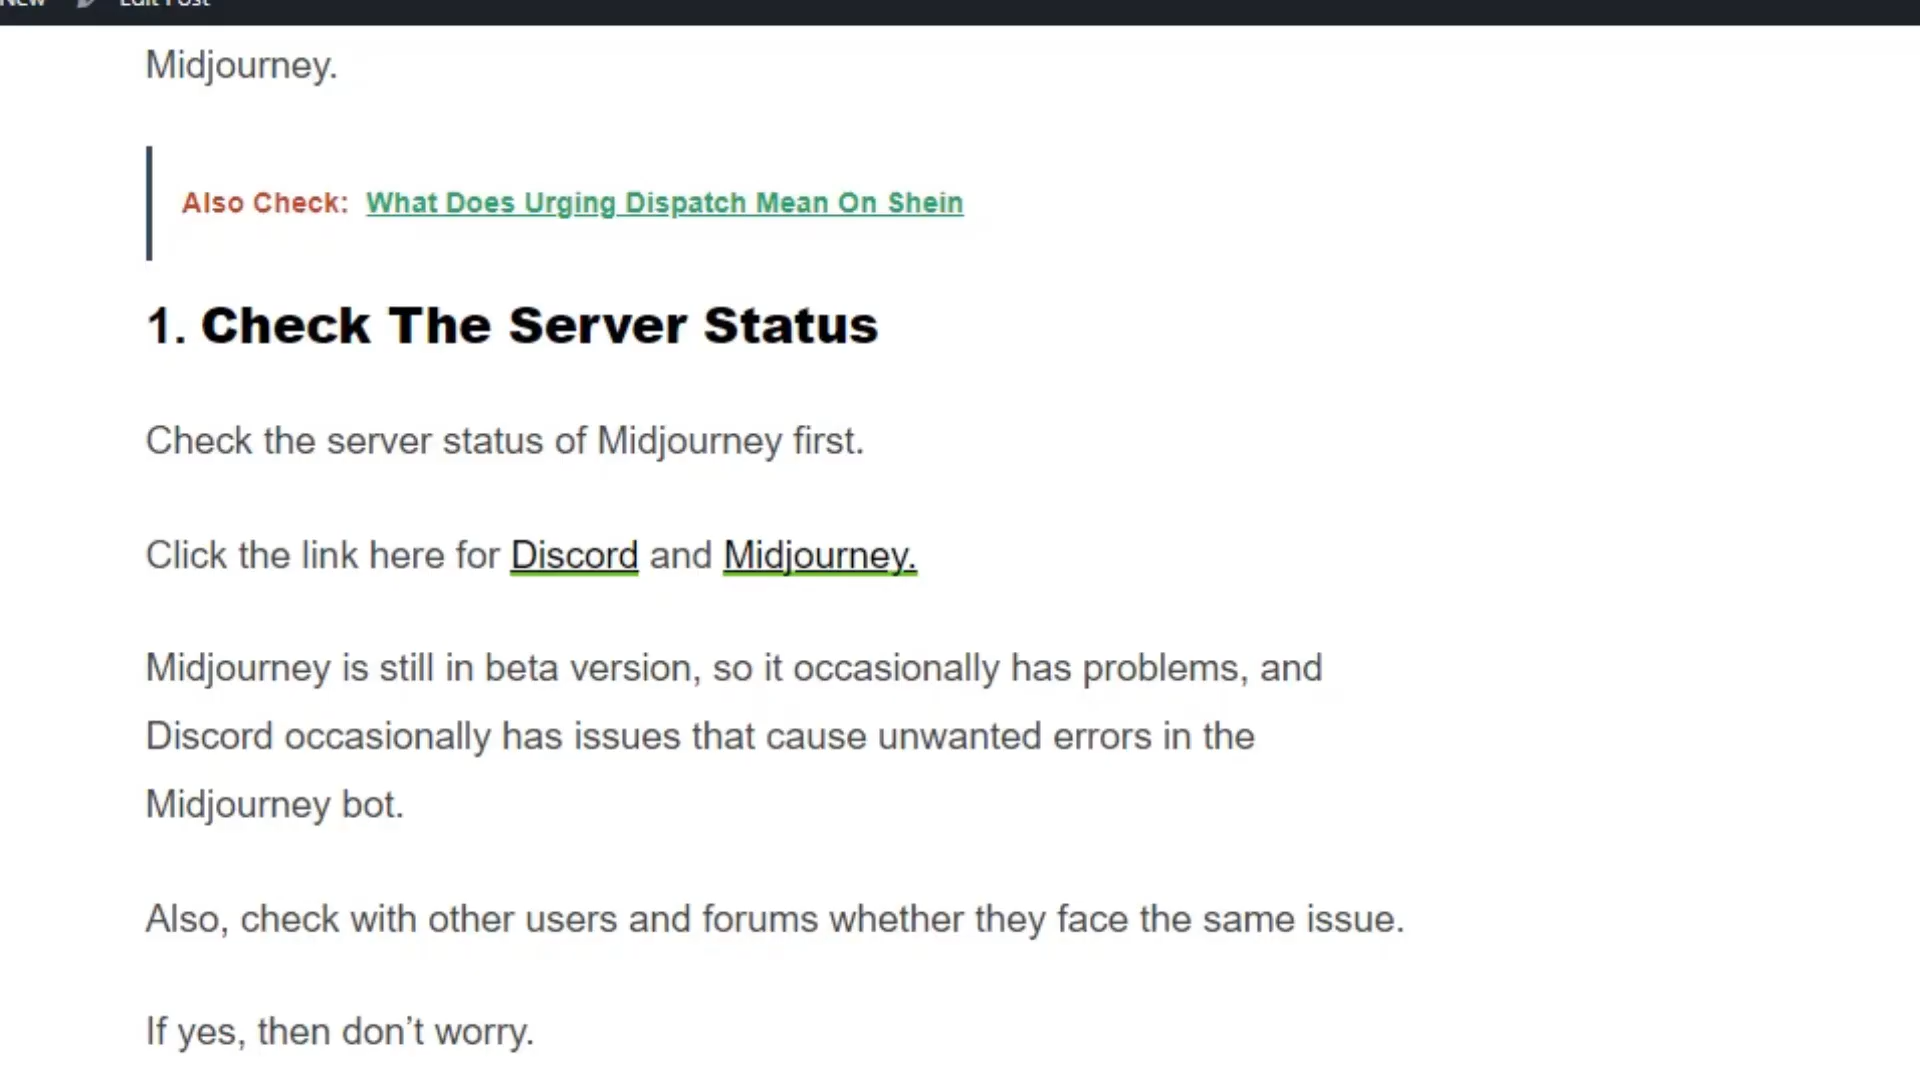 New Edit Post
Midjourney.
Also Check: What Does Urging Dispatch Mean On Shein
1. Check The Server Status
Check the server status of Midjourney first.
Click the link here for Discord and Midjourney.
Midjourney is still in beta version, so it occasionally has problems, and
Discord occasionally has issues that cause unwanted errors in the
Midjourney bot.
Also, check with other users and forums whether they face the same issue.
If yes, then don’t worry.